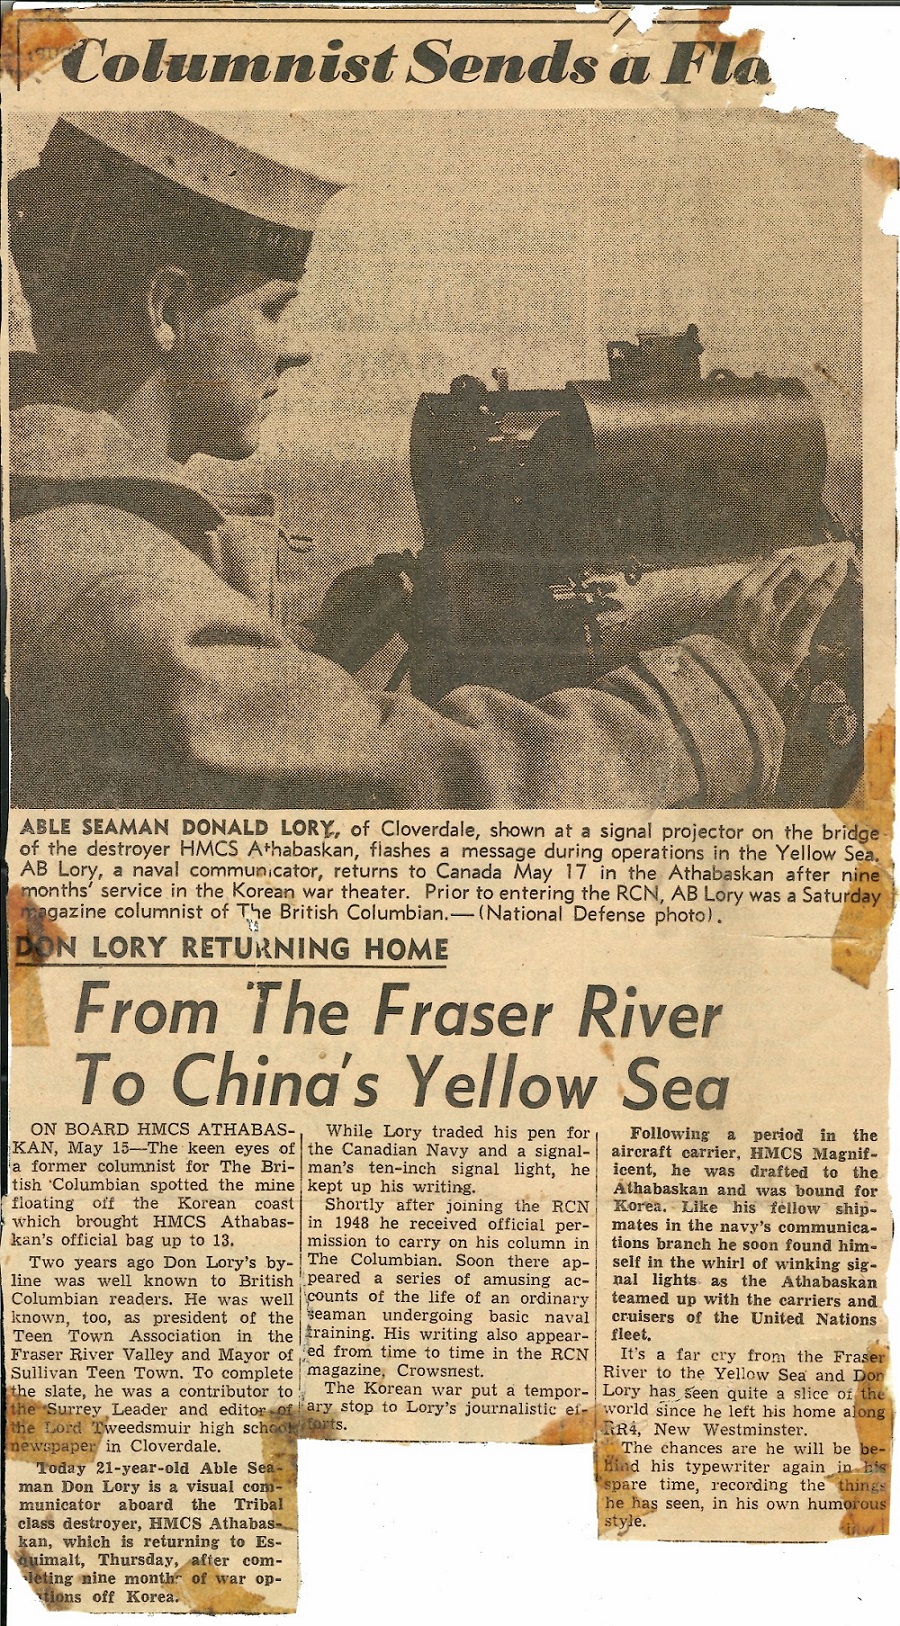 Columnist Sends a Fla
ABLE SEAMAN DONALD LORY, of Cloverdale, shown at a signal projector on the bridge
of the destroyer HMCS Athabaskan, flashes a message during operations in the Yellow Sea.
AB Lory, a naval communicator, returns to Canada May 17 in the Athabaskan after nine
months' service in the Korean war theater. Prior to entering the RCN, AB Lory was a Saturday
magazine columnist of The British Columbian.—(National Defense photo).
DON LORY RETURNING HOME
From The Fraser River
To China's Yellow Sea
ON BOARD HMCS ATHABAS-
KAN, May 15—The keen eyes of
a former columnist for The Bri-
tish Columbian spotted the mine
floating off the Korean coast
which brought HMCS Athabas-
kan's official bag up to 13.
Two years ago Don Lory's by-
line was well known to British
Columbian readers. He was well
known, too, as president of the
Teen Town Association in the
Fraser River Valley and Mayor of
Sullivan Teen Town. To complete
the slate, he was a contributor to
the Surrey Leader and editor of
the Lord Tweedsmuir high school
newspaper in Cloverdale.
Today 21-year-old Able Sea-
man Don Lory is a visual com-
municator aboard the Tribal
class destroyer, HMCS Athabas-
kan, which is returning to Es-
quimalt, Thursday, after com-
leting nine months of war op-
tions off Korea.
While Lory traded his pen for
the Canadian Navy and a signal-
man's ten-inch signal light, he
kept up his writing.
Shortly after joining the RCN
in 1948 he received official per-
mission to carry on his column in
The Columbian. Soon there ap-
peared a series of amusing ac-
counts of the life of an ordinary
seaman undergoing basic naval
training. His writing also appear-
ed from time to time in the RCN
magazine, Crowsnest.
The Korean war put a tempor-
ary stop to Lory's journalistic ef-
forts.
Following a period in the
aircraft carrier, HMCS Magnif-
icent, he was drafted to the
Athabaskan and was bound for
Korea. Like his fellow ship-
mates in the navy's communica-
tions branch he soon found him-
self in the whirl of winking sig-
nal lights as the Athabaskan
teamed up with the carriers and
cruisers of the United Nations
fleet.
It's a far cry from the Fraser
River to the Yellow Sea and Don
Lory has seen quite a slice of the
world since he left his home along
RR4, New Westminster.
The chances are he will be be-
hind his typewriter again in his
spare time, recording the things
he has seen, in his own humorous
style.